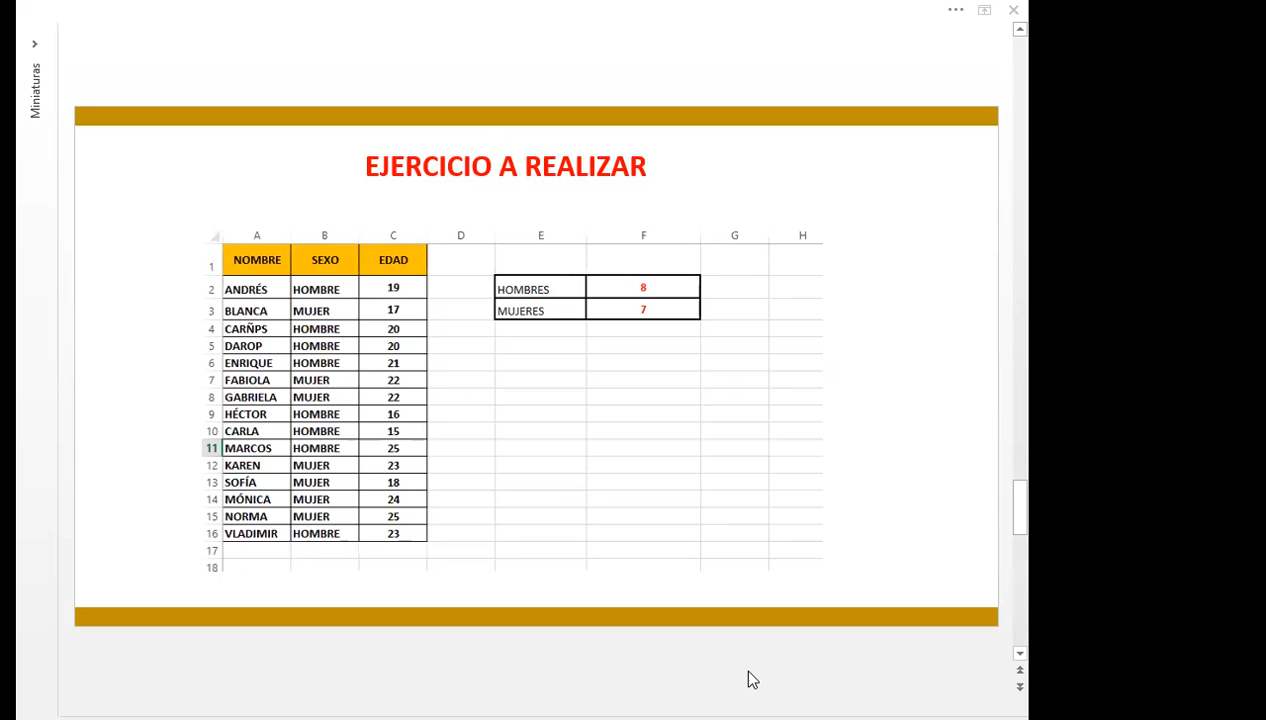 Miniaturas
EJERCICIO A REALIZAR
A B C D E F G H
1 NOMBRE SEXO EDAD
2 ANDRÉS HOMBRE 19 HOMBRES 8
3 BLANCA MUJER 17 MUJERES 7
4 CARÑPS HOMBRE 20
5 DAROP HOMBRE 20
6 ENRIQUE HOMBRE 21
7 FABIOLA MUJER 22
8 GABRIELA MUJER 22
9 HÉCTOR HOMBRE 16
10 CARLA HOMBRE 15
11 MARCOS HOMBRE 25
12 KAREN MUJER 23
13 SOFÍA MUJER 18
14 MÓNICA MUJER 24
15 NORMA MUJER 25
16 VLADIMIR HOMBRE 23
17
18